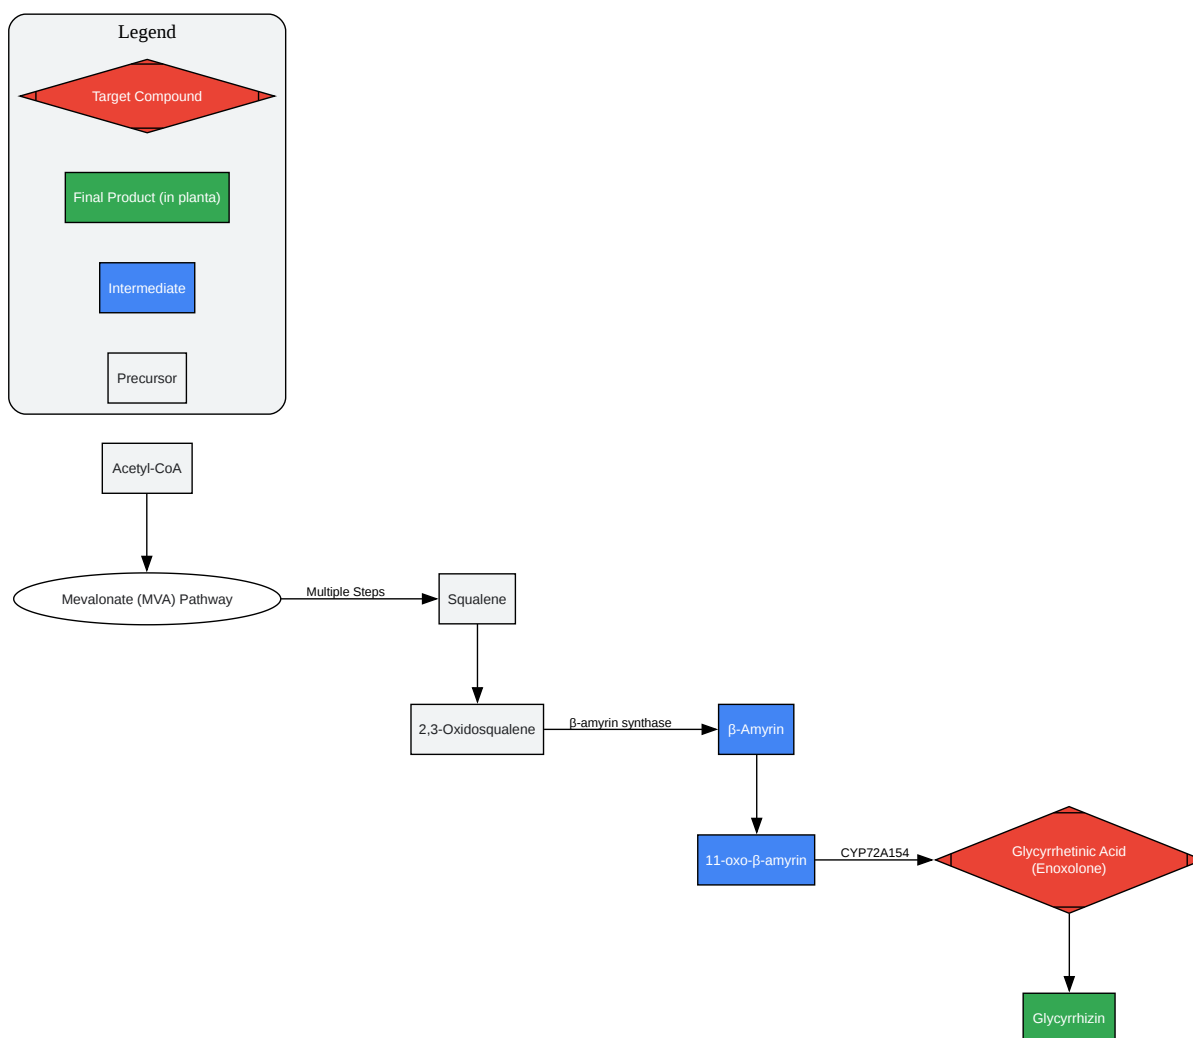 Legend
Target Compound
Final Product (in planta)
Intermediate
Precursor
Acetyl-CoA
Mevalonate (MVA) Pathway
Multiple Steps
Squalene
2,3-Oxidosqualene
β-amyrin synthase
β-Amyrin
11-oxo-β-amyrin
CYP72A154
Glycyrrhetinic Acid
(Enoxolone)
Glycyrrhizin